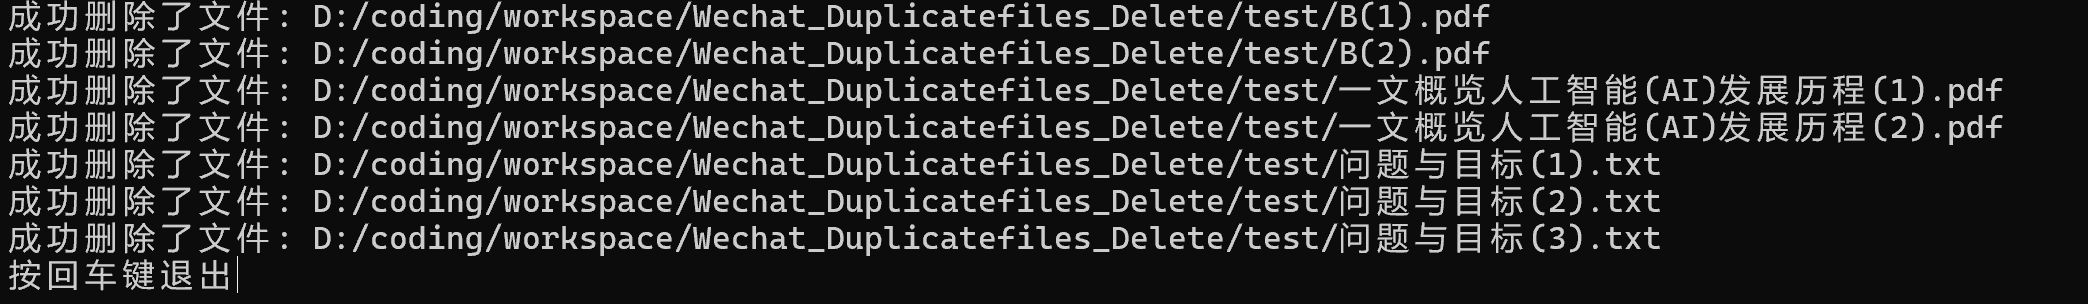 成功删除了文件: D:/coding/workspace/Wechat_Duplicatefiles_Delete/test/B(1).pdf
成功删除了文件: D:/coding/workspace/Wechat_Duplicatefiles_Delete/test/B(2).pdf
成功删除了文件: D:/coding/workspace/Wechat_Duplicatefiles_Delete/test/一文概览人工智能(AI)发展历程(1).pdf
成功删除了文件: D:/coding/workspace/Wechat_Duplicatefiles_Delete/test/一文概览人工智能(AI)发展历程(2).pdf
成功删除了文件: D:/coding/workspace/Wechat_Duplicatefiles_Delete/test/问题与目标(1).txt
成功删除了文件: D:/coding/workspace/Wechat_Duplicatefiles_Delete/test/问题与目标(2).txt
成功删除了文件: D:/coding/workspace/Wechat_Duplicatefiles_Delete/test/问题与目标(3).txt
按回车键退出